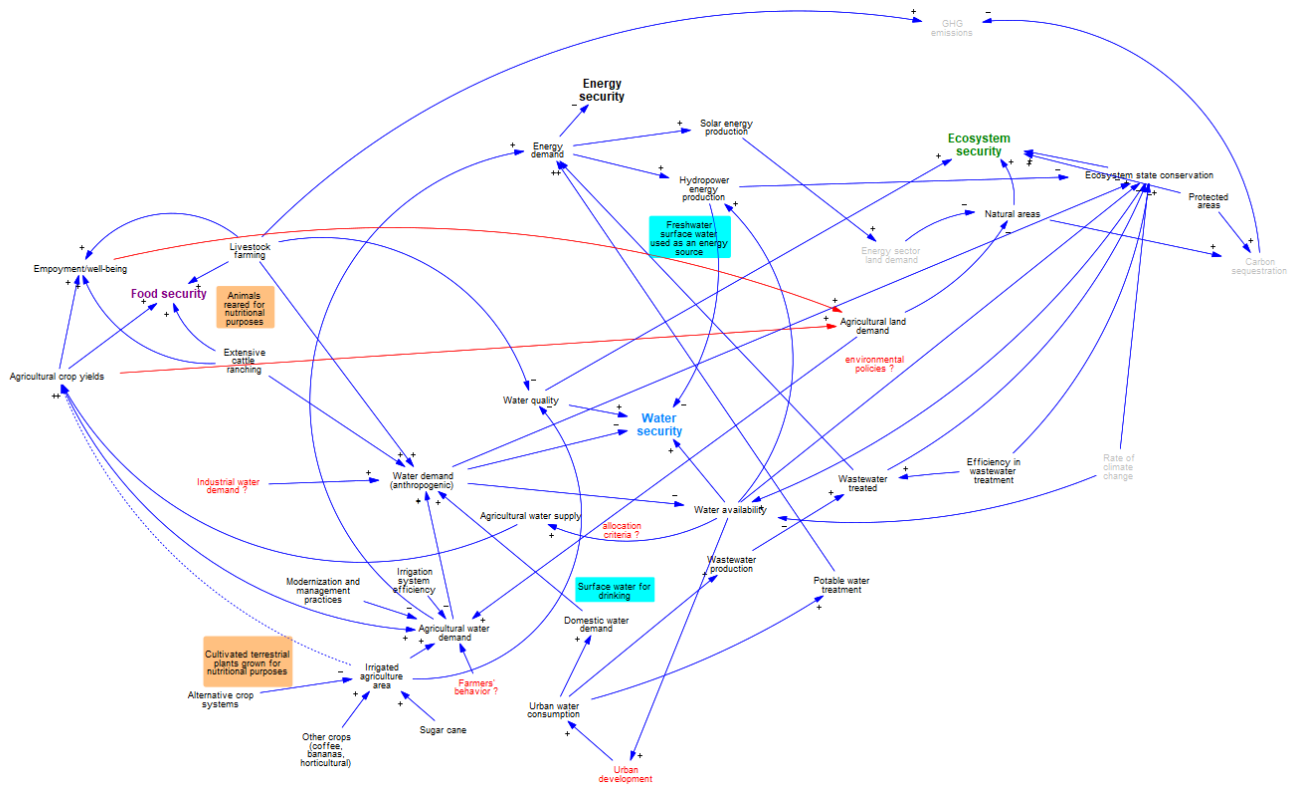 GHG
emissions
Energy
security
Solar energy
production
Energy
demand
Ecosystem
security
Hydropower
energy
production
Ecosystem state conservation
Protected
areas
Natural areas
Freshwater
surface water
used as an energy
source
Livestock
farming
Energy sector
land demand
Carbon
sequestration
Empoyment/well-being
Food security
Animals
reared for
nutritional
purposes
Agricultural land
demand
Extensive
cattle
ranching
environmental
policies ?
Agricultural crop yields
Water quality
Water
security
Industrial water
demand ?
Water demand
(anthropogenic)
Wastewater
treated
Efficiency in
wastewater
treatment
Rate of
climate
change
Agricultural water supply
Water availability
allocation
criteria ?
Wastewater
production
Modernization and
management
practices
Irrigation
system
efficiency
Surface water for
drinking
Potable water
treatment
Agricultural water
demand
Domestic water
demand
Cultivated terrestrial
plants grown for
nutritional purposes
Irrigated
agriculture
area
Farmers'
behavior ?
Alternative crop
systems
Urban water
consumption
Sugar cane
Other crops
(coffee,
bananas,
horticultural)
Urban
development